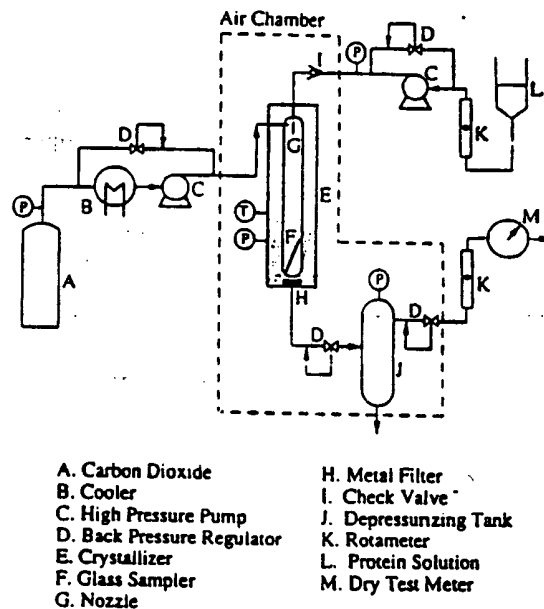 Air Chamber
I
P
D
C
L
K
D
B
C
P
A
G
E
T
P
F
H
M
K
P
D
D
J
A. Carbon Dioxide
B. Cooler
C. High Pressure Pump
D. Back Pressure Regulator
E. Crystallizer
F. Glass Sampler
G. Nozzle
H. Metal Filter
I. Check Valve
J. Depressunzing Tank
K. Rotameter
L. Protein Solution
M. Dry Test Meter